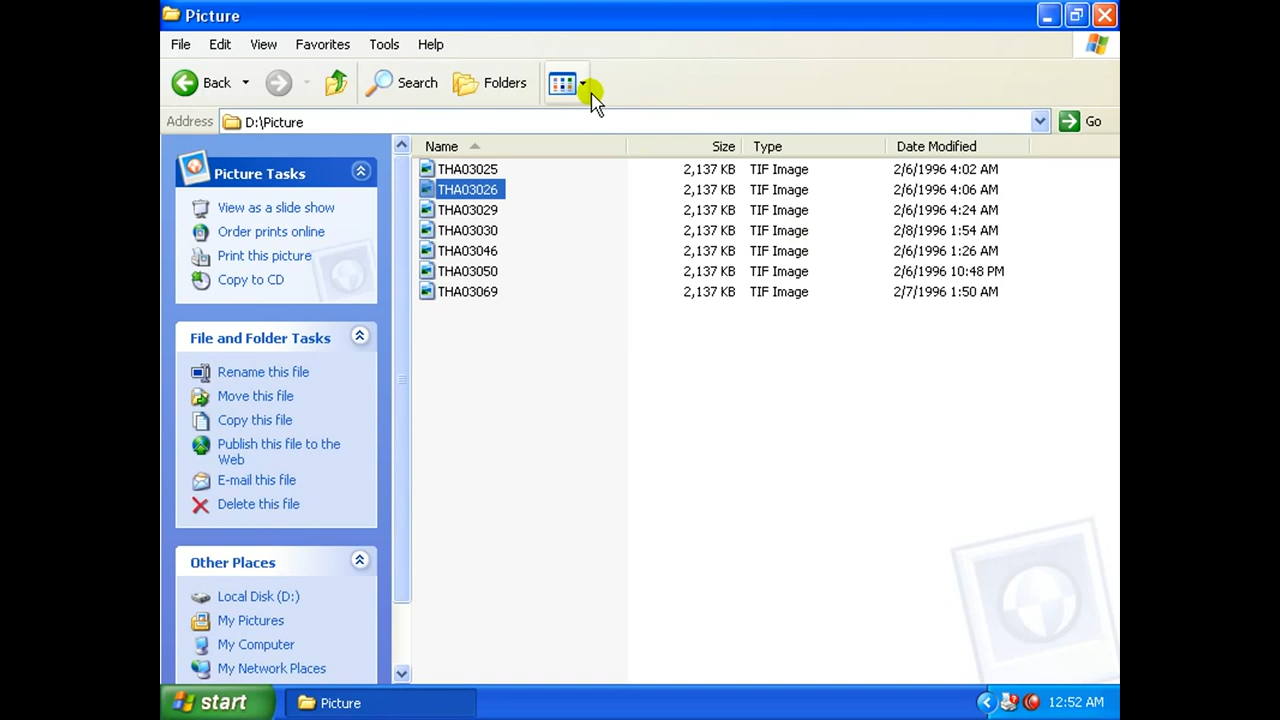 Picture
File Edit View Favorites Tools Help
Back Search Folders
Address D:\Picture Go
Name Size Type Date Modified
THA03025 2,137 KB TIF Image 2/6/1996 4:02 AM
THA03026 2,137 KB TIF Image 2/6/1996 4:06 AM
THA03029 2,137 KB TIF Image 2/6/1996 4:24 AM
THA03030 2,137 KB TIF Image 2/8/1996 1:54 AM
THA03046 2,137 KB TIF Image 2/6/1996 1:26 AM
THA03050 2,137 KB TIF Image 2/6/1996 10:48 PM
THA03069 2,137 KB TIF Image 2/7/1996 1:50 AM
Picture Tasks
View as a slide show
Order prints online
Print this picture
Copy to CD
File and Folder Tasks
Rename this file
Move this file
Copy this file
Publish this file to the
Web
E-mail this file
Delete this file
Other Places
Local Disk (D:)
My Pictures
My Computer
My Network Places
start Picture 12:52 AM